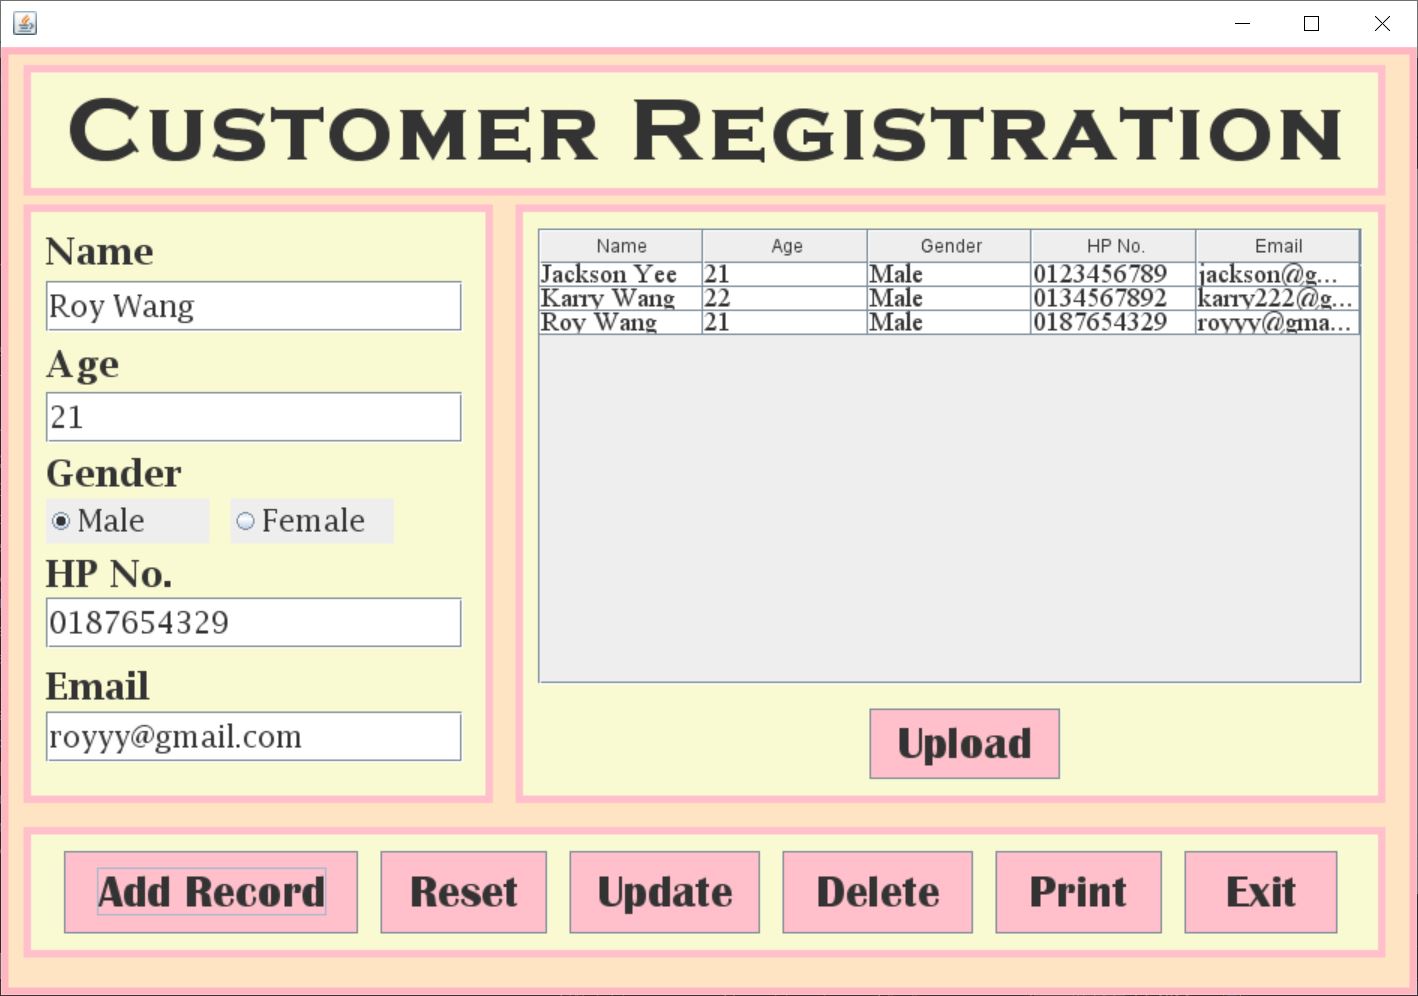 Customer Registration
Name
Roy Wang
Age
21
Gender
Male Female
HP No.
0187654329
Email
royyy@gmail.com
Name Age Gender HP No. Email
Jackson Yee 21 Male 0123456789 jackson@g...
Karry Wang 22 Male 0134567892 karry222@g...
Roy Wang 21 Male 0187654329 royyy@gma...
Upload
Add Record Reset Update Delete Print Exit